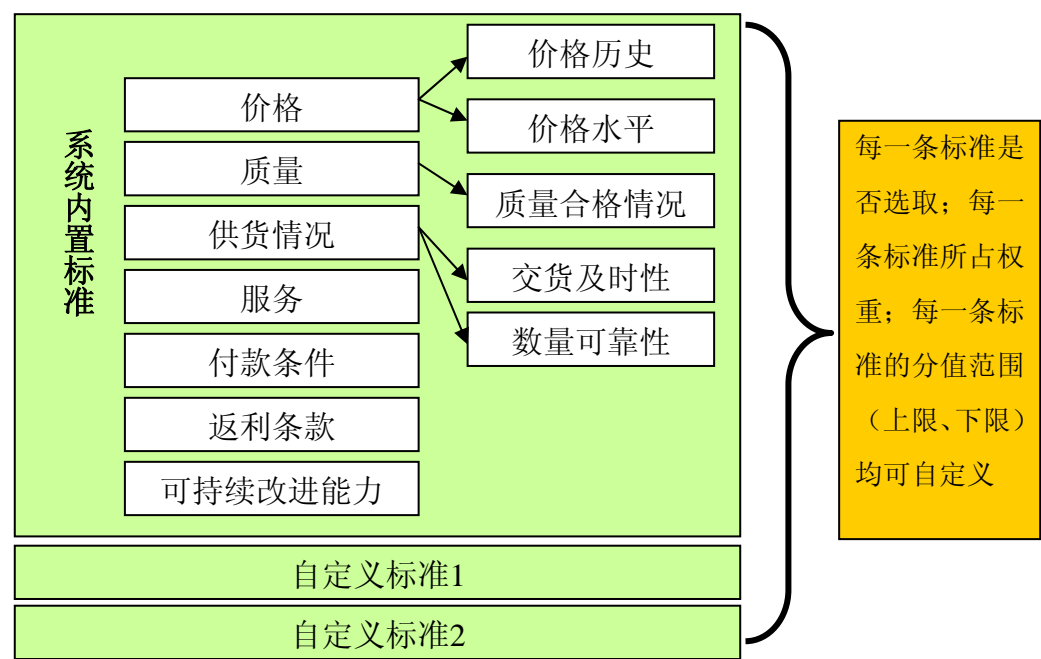 系统内置标准
价格
质量
供货情况
服务
付款条件
返利条款
可持续改进能力
价格历史
价格水平
质量合格情况
交货及时性
数量可靠性
自定义标准1
自定义标准2
每一条标准是
否选取；每一
条标准所占权
重；每一条标
准的分值范围
（上限、下限）
均可自定义